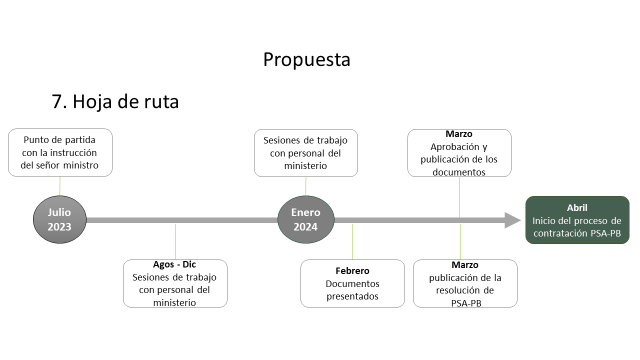 Propuesta
7. Hoja de ruta
Punto de partida
con la instrucción
del señor ministro
Sesiones de trabajo
con personal del
ministerio
Marzo
Aprobación y
publicación de los
documentos
Julio
2023
Enero
2024
Abril
Inicio del proceso de
contratación PSA-PB
Agos - Dic
Sesiones de trabajo
con personal del
ministerio
Febrero
Documentos
presentados
Marzo
publicación de la
resolución de
PSA-PB